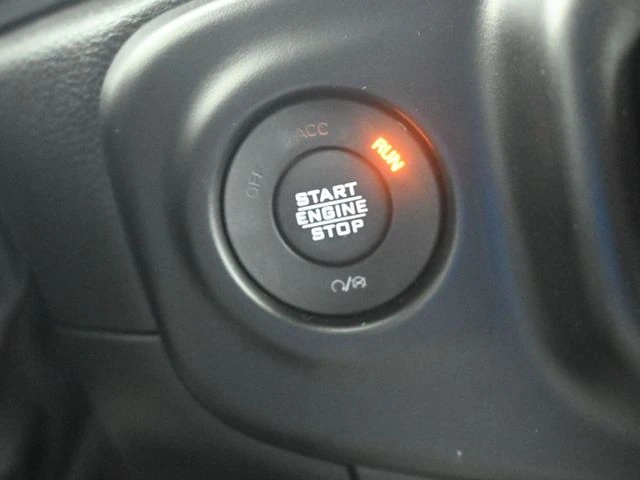 ACC
RUN
OFF
START
ENGINE
STOP